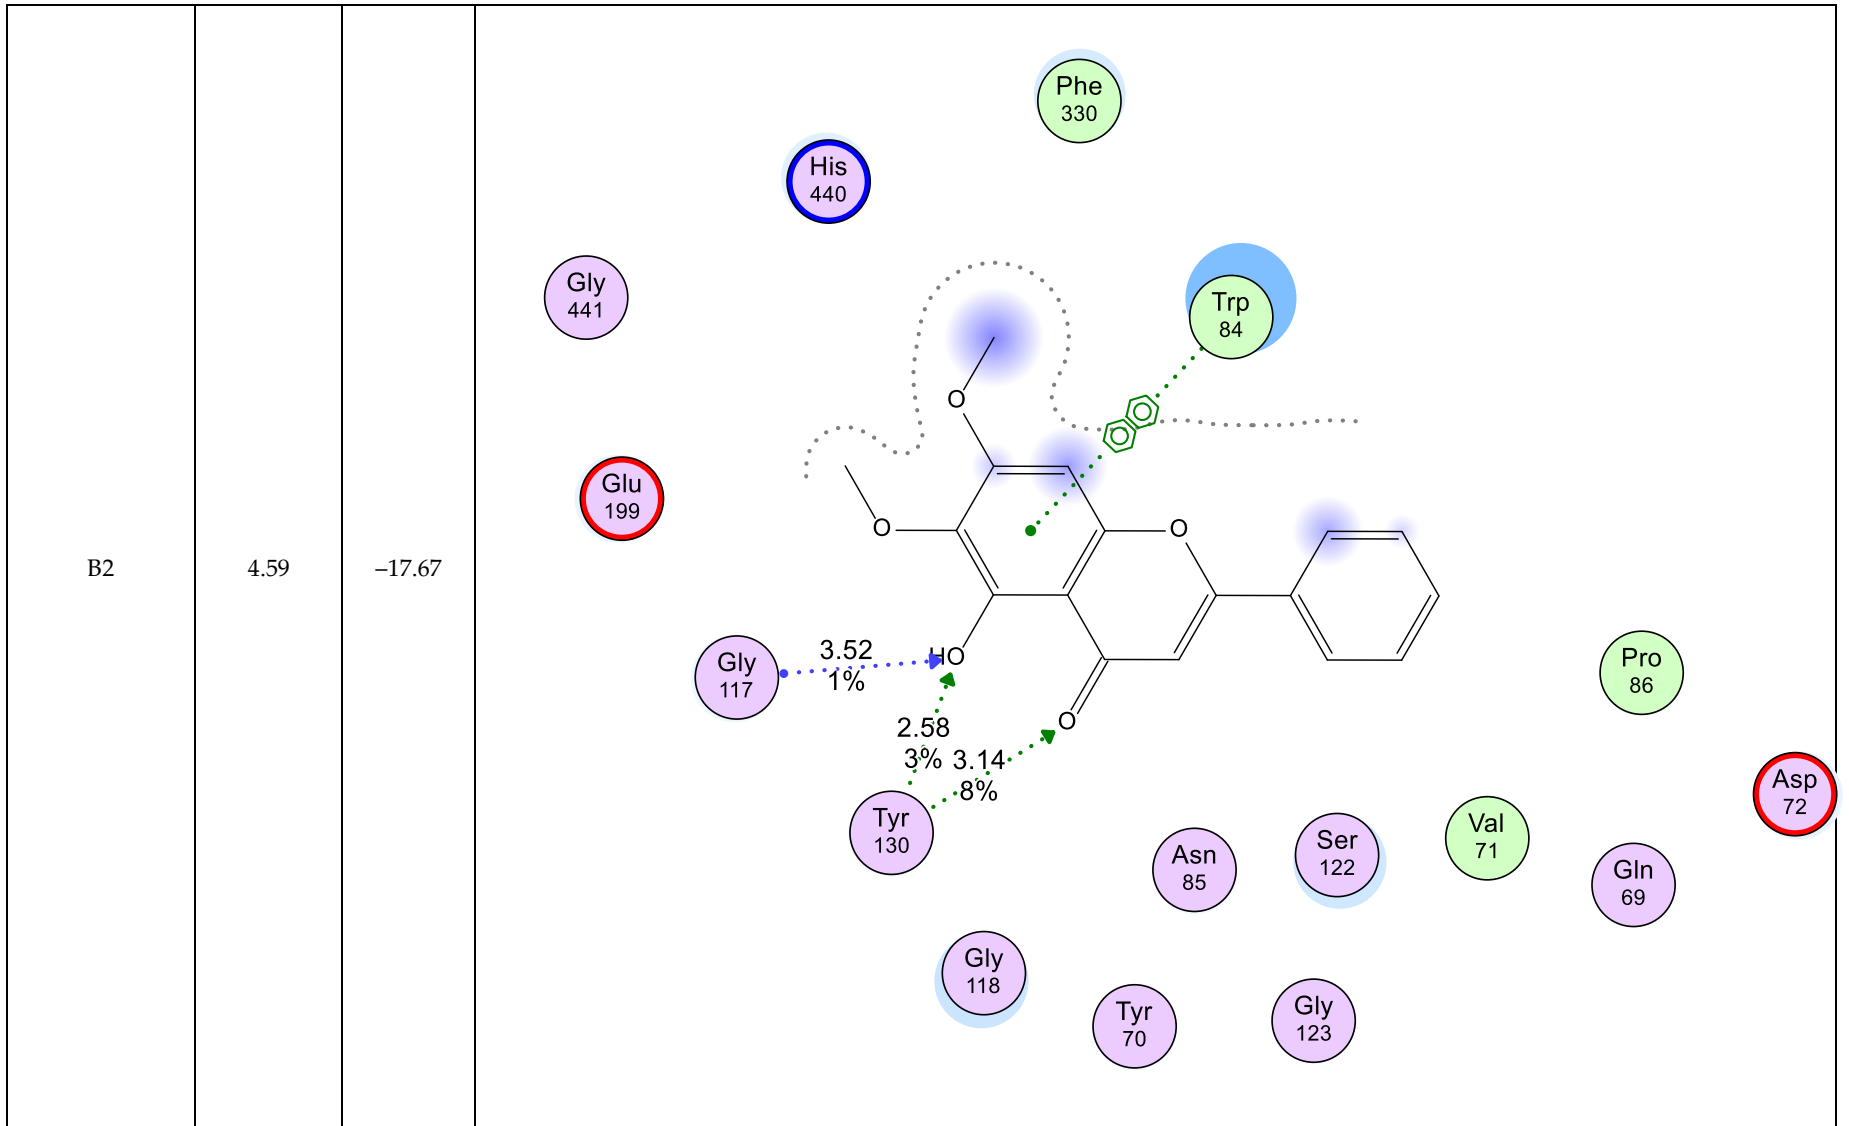 Phe
330
His
440
Gly
441
Trp
84
O
Glu
199
O
O
B2
4.59
−17.67
HO
3.52
1%
Gly
117
Pro
86
O
2.58
3%
3.14
8%
Asp
72
Tyr
130
Asn
85
Ser
122
Val
71
Gln
69
Gly
118
Tyr
70
Gly
123